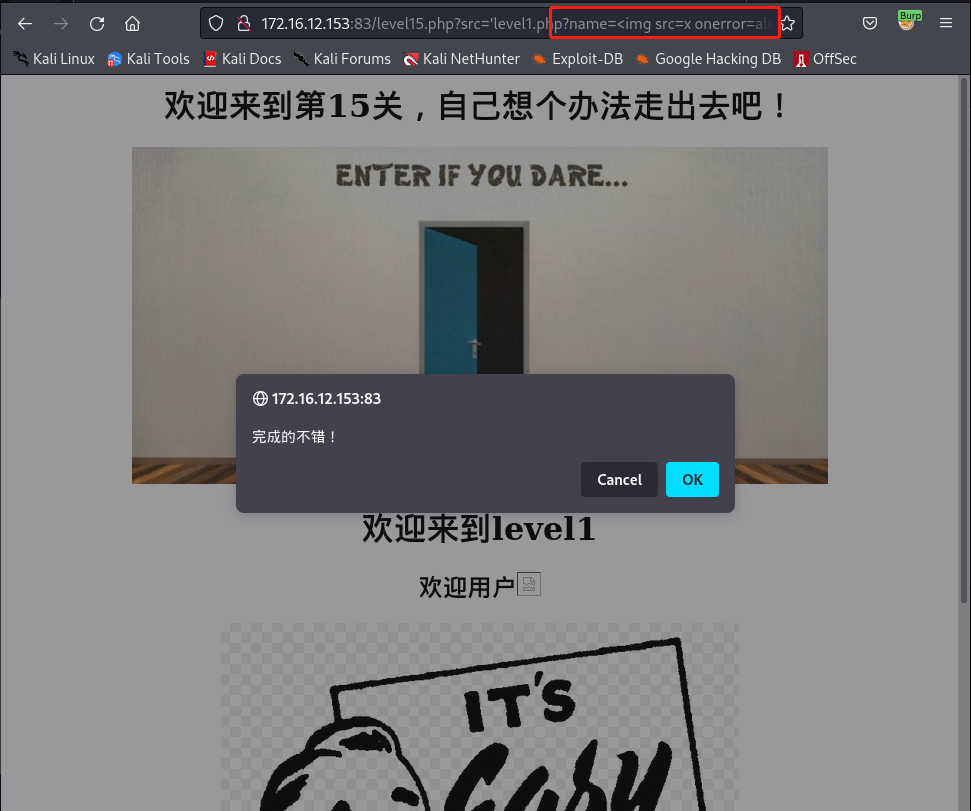 172.16.12.153:83/level15.php?src='level1.php?name=<img src=x onerror=al
Burp
Kali Linux Kali Tools Kali Docs Kali Forums Kali NetHunter Exploit-DB Google Hacking DB OffSec
欢迎来到第15关，自己想个办法走出去吧！
ENTER IF YOU DARE...
172.16.12.153:83
完成的不错！
Cancel OK
欢迎来到level1
欢迎用户
IT'S
Easy